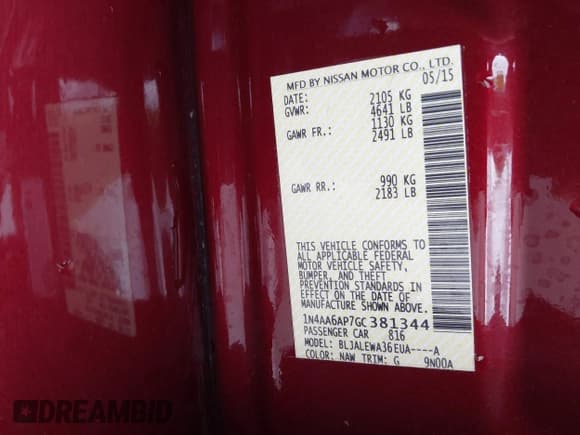 MFD BY NISSAN MOTOR CO., LTD.
DATE: 05/15
GVWR: 2105 KG
4641 LB
GAWR FR.: 1130 KG
2491 LB
GAWR RR.: 990 KG
2183 LB
THIS VEHICLE CONFORMS TO
ALL APPLICABLE FEDERAL
MOTOR VEHICLE SAFETY,
BUMPER, AND THEFT
PREVENTION STANDARDS IN
EFFECT ON THE DATE OF
MANUFACTURE SHOWN ABOVE.
1N4AA6AP7GC381344
PASSENGER CAR 816
MODEL: BLJALEWA36EUA----A
COLOR: NAW TRIM: G 9N00A
DREAMBID